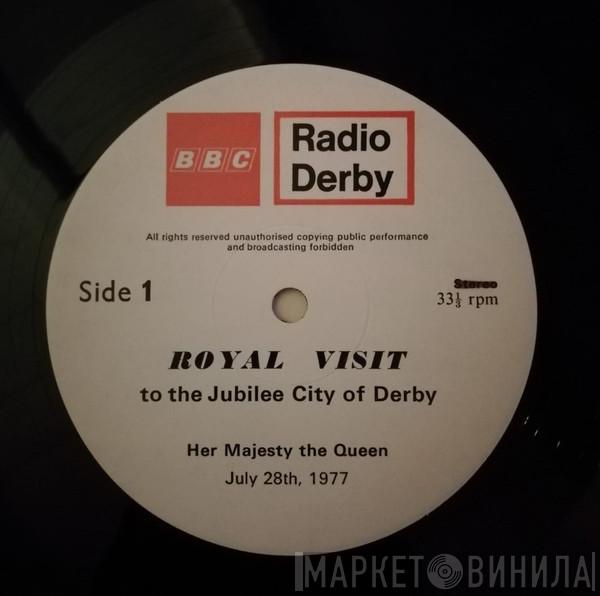 BBC
Radio
Derby
All rights reserved unauthorised copying public performance
and broadcasting forbidden
Side 1
Stereo
33⅓ rpm
ROYAL VISIT
to the Jubilee City of Derby
Her Majesty the Queen
July 28th, 1977
МАРКЕТ ВИНИЛА